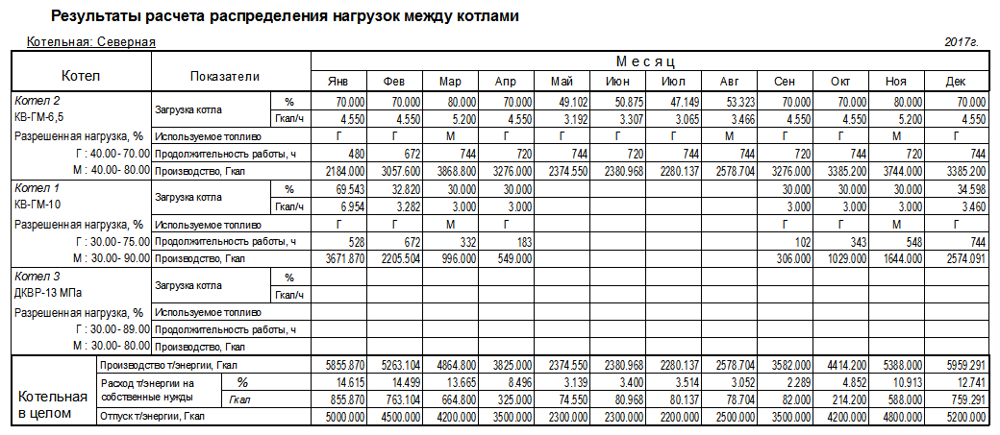 Результаты расчета распределения нагрузок между котлами
Котельная: Северная 2017г.
Котел Показатели Месяц
Янв Фев Мар Апр Май Июн Июл Авг Сен Окт Ноя Дек
Котел 2 Загрузка котла % 70.000 70.000 80.000 70.000 49.102 50.875 47.149 53.323 70.000 70.000 80.000 70.000
КВ-ГМ-6,5 Гкал/ч 4.550 4.550 5.200 4.550 3.192 3.307 3.065 3.466 4.550 4.550 5.200 4.550
Разрешенная нагрузка, % Используемое топливо Г Г М Г Г Г Г М Г Г М Г
Г : 40.00- 70.00 Продолжительность работы, ч 480 672 744 720 744 720 744 744 720 744 720 744
М : 40.00- 80.00 Производство, Гкал 2184.000 3057.600 3868.800 3276.000 2374.550 2380.968 2280.137 2578.704 3276.000 3385.200 3744.000 3385.200
Котел 1 Загрузка котла % 69.543 32.820 30.000 30.000 30.000 30.000 30.000 34.598
КВ-ГМ-10 Гкал/ч 6.954 3.282 3.000 3.000 3.000 3.000 3.000 3.460
Разрешенная нагрузка, % Используемое топливо Г Г М Г Г Г М Г
Г : 30.00- 75.00 Продолжительность работы, ч 528 672 332 183 102 343 548 744
М : 30.00- 90.00 Производство, Гкал 3671.870 2205.504 996.000 549.000 306.000 1029.000 1644.000 2574.091
Котел 3 Загрузка котла %
ДКВР-13 МПа Гкал/ч
Разрешенная нагрузка, % Используемое топливо
Г : 30.00- 89.00 Продолжительность работы, ч
М : 30.00- 80.00 Производство, Гкал
Котельная в целом Производство т/энергии, Гкал 5855.870 5263.104 4864.800 3825.000 2374.550 2380.968 2280.137 2578.704 3582.000 4414.200 5388.000 5959.291
Расход т/энергии на % 14.615 14.499 13.665 8.496 3.139 3.400 3.514 3.052 2.289 4.852 10.913 12.741
собственные нужды Гкал 855.870 763.104 664.800 325.000 74.550 80.968 80.137 78.704 82.000 214.200 588.000 759.291
Отпуск т/энергии, Гкал 5000.000 4500.000 4200.000 3500.000 2300.000 2300.000 2200.000 2500.000 3500.000 4200.000 4800.000 5200.000